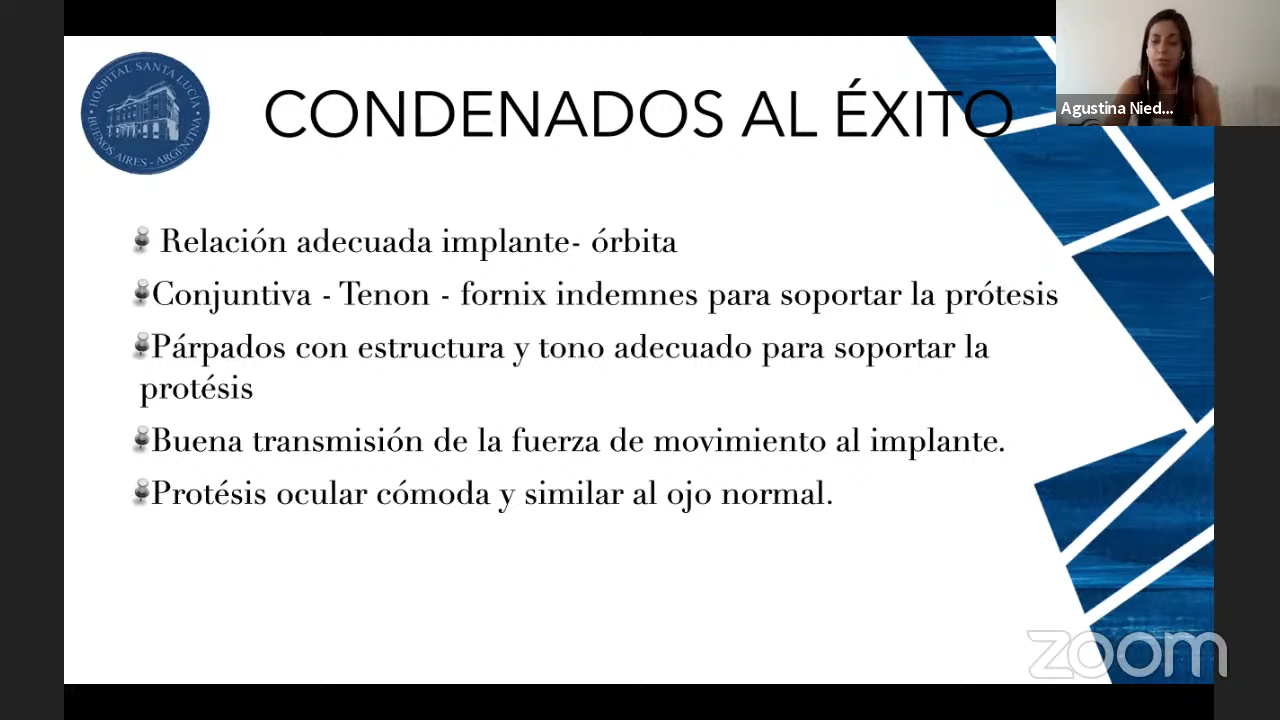 HOSPITAL SANTA LUCÍA
BUENOS AIRES - ARGENTINA
CONDENADOS AL ÉXITO
Agustina Nied...
Relación adecuada implante- órbita
Conjuntiva - Tenon - fornix indemnes para soportar la prótesis
Párpados con estructura y tono adecuado para soportar la
protésis
Buena transmisión de la fuerza de movimiento al implante.
Protésis ocular cómoda y similar al ojo normal.
zoom